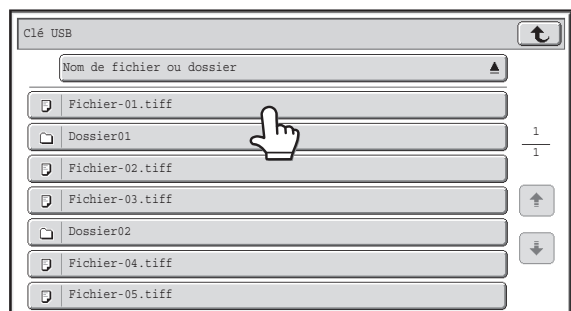 Clé USB
Nom de fichier ou dossier
Fichier-01.tiff
Dossier01
1
1
Fichier-02.tiff
Fichier-03.tiff
Dossier02
Fichier-04.tiff
Fichier-05.tiff